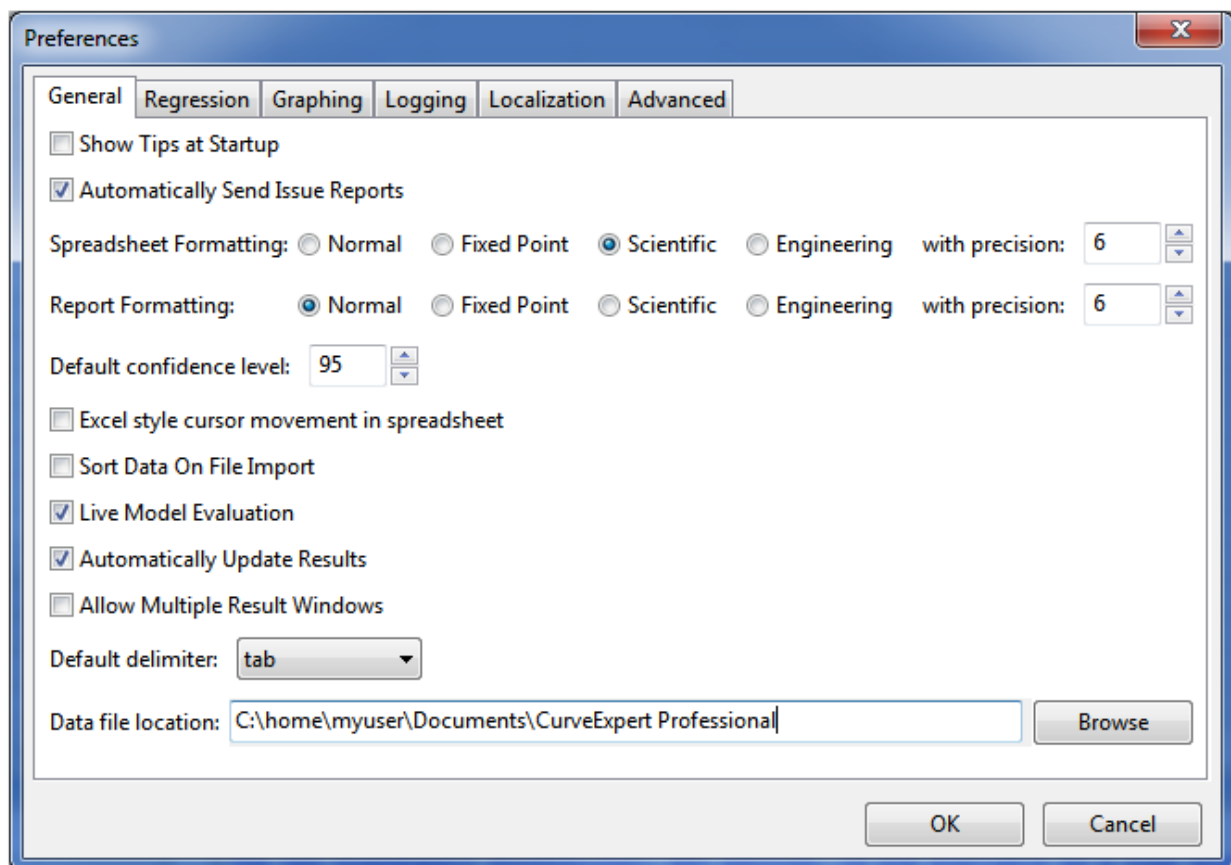 Preferences
General Regression Graphing Logging Localization Advanced
Show Tips at Startup
Automatically Send Issue Reports
Spreadsheet Formatting: Normal Fixed Point Scientific Engineering with precision: 6
Report Formatting: Normal Fixed Point Scientific Engineering with precision: 6
Default confidence level: 95
Excel style cursor movement in spreadsheet
Sort Data On File Import
Live Model Evaluation
Automatically Update Results
Allow Multiple Result Windows
Default delimiter: tab
Data file location: C:\home\myuser\Documents\CurveExpert Professional Browse
OK Cancel